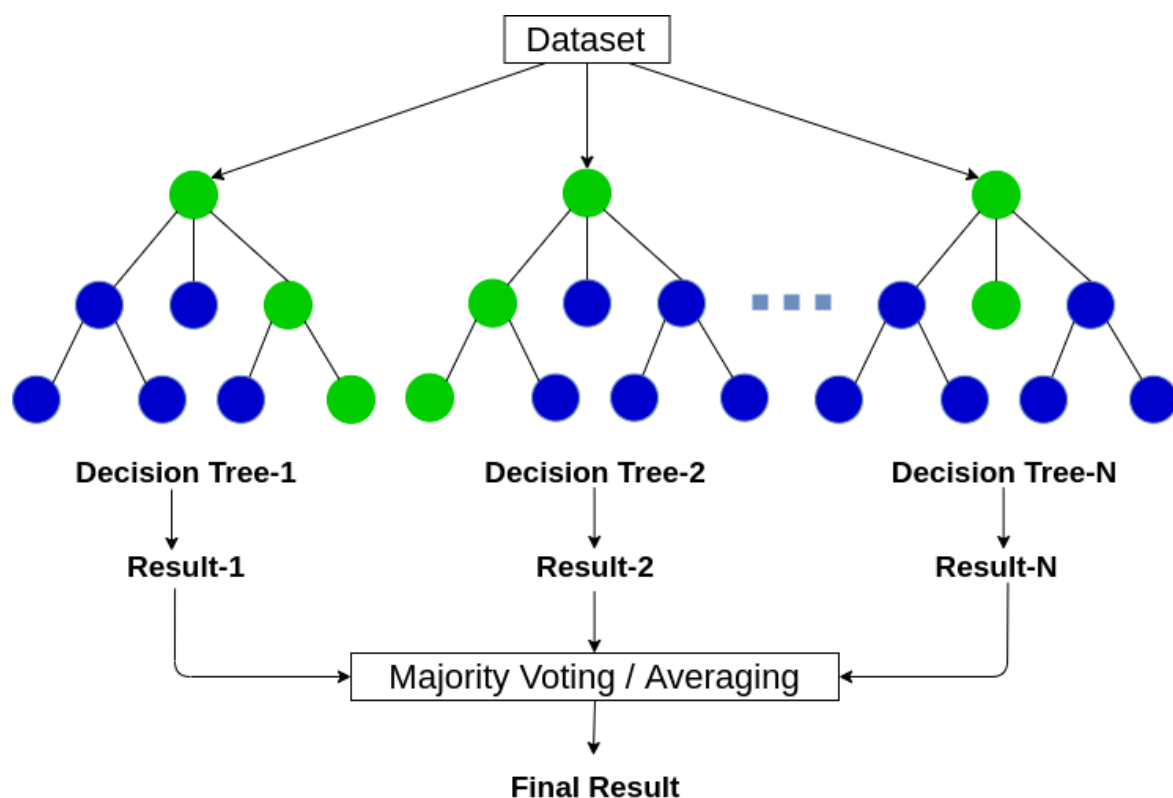 Dataset
Decision Tree-1
Decision Tree-2
Decision Tree-N
Result-1
Result-2
Result-N
Majority Voting / Averaging
Final Result